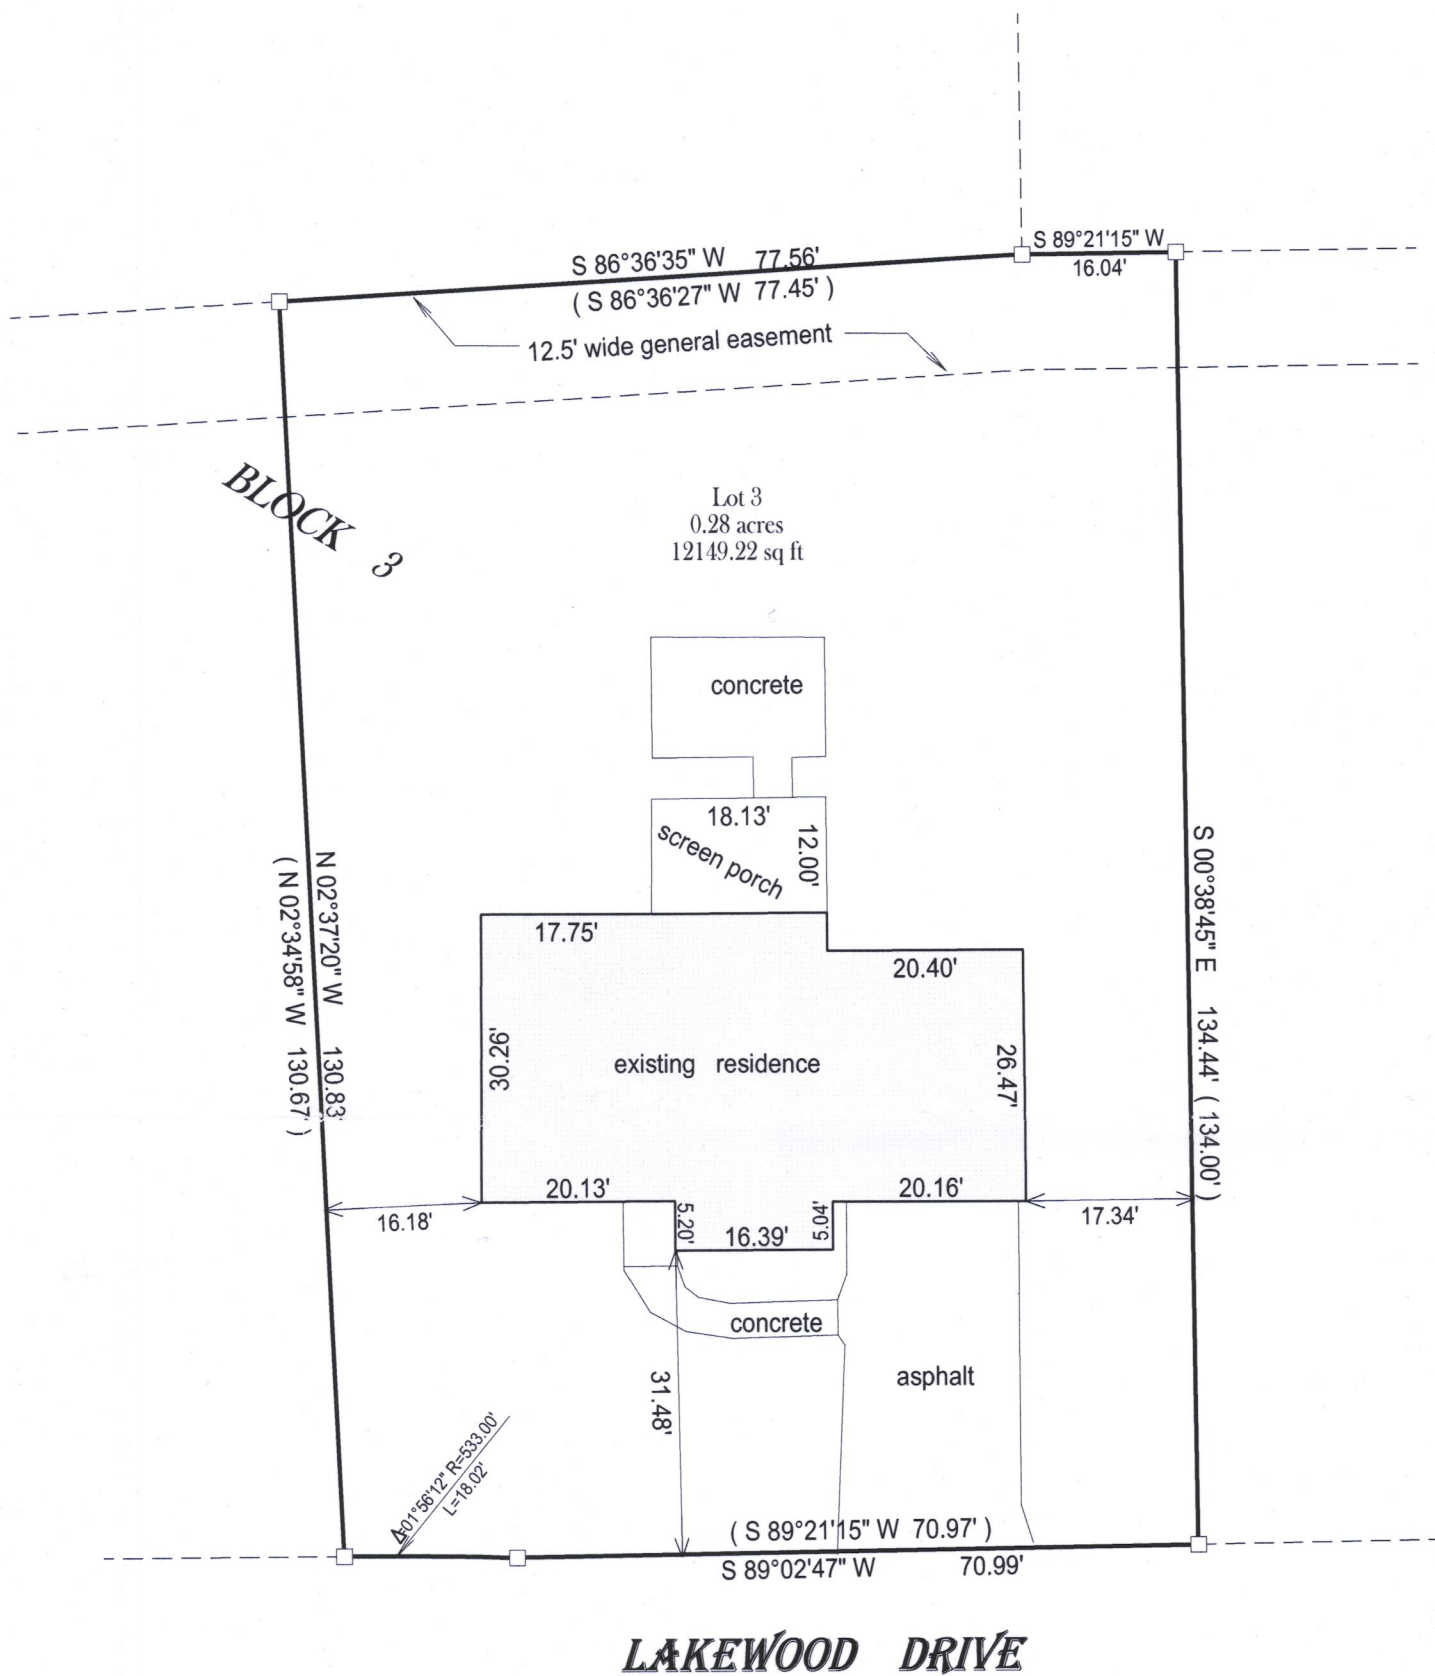 S 89°21'15" W
16.04'
S 86°36'35" W 77.56'
( S 86°36'27" W 77.45' )
12.5' wide general easement
BLOCK 3
Lot 3
0.28 acres
12149.22 sq ft
concrete
18.13'
screen porch
12.00'
N 02°37'20" W 130.83'
( N 02°34'58" W 130.67' )
S 00°38'45" E 134.44' ( 134.00' )
17.75'
20.40'
30.26'
existing residence
26.47'
20.13'
20.16'
16.18'
5.20'
16.39'
5.04'
17.34'
concrete
31.48'
asphalt
Δ=01°56'12" R=533.00'
L=18.02'
( S 89°21'15" W 70.97' )
S 89°02'47" W 70.99'
LAKEWOOD DRIVE